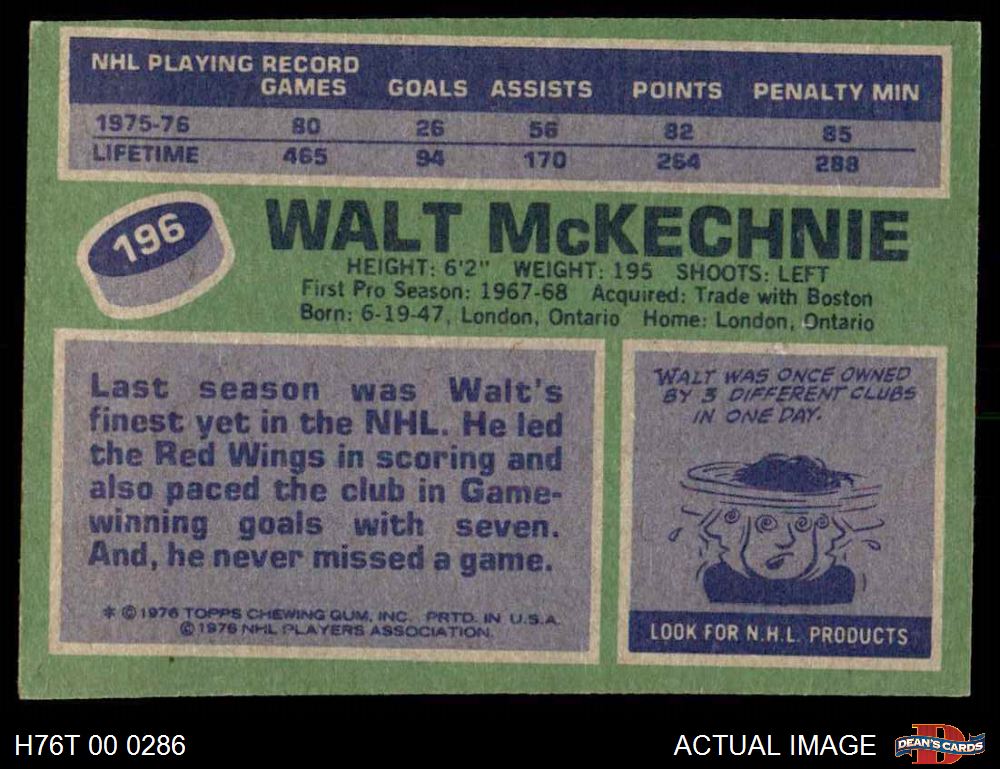 NHL PLAYING RECORD
GAMES GOALS ASSISTS POINTS PENALTY MIN
1975-76 80 26 56 82 85
LIFETIME 465 94 170 264 288
196
WALT McKECHNIE
HEIGHT: 6'2" WEIGHT: 195 SHOOTS: LEFT
First Pro Season: 1967-68 Acquired: Trade with Boston
Born: 6-19-47, London, Ontario Home: London, Ontario
Last season was Walt's
finest yet in the NHL. He led
the Red Wings in scoring and
also paced the club in Game-
winning goals with seven.
And, he never missed a game.
* © 1976 TOPPS CHEWING GUM, INC. PRTD. IN U.S.A.
© 1976 NHL PLAYERS ASSOCIATION.
WALT WAS ONCE OWNED
BY 3 DIFFERENT CLUBS
IN ONE DAY.
LOOK FOR N.H.L. PRODUCTS
H76T 00 0286
ACTUAL IMAGE
D
DEAN'S CARDS